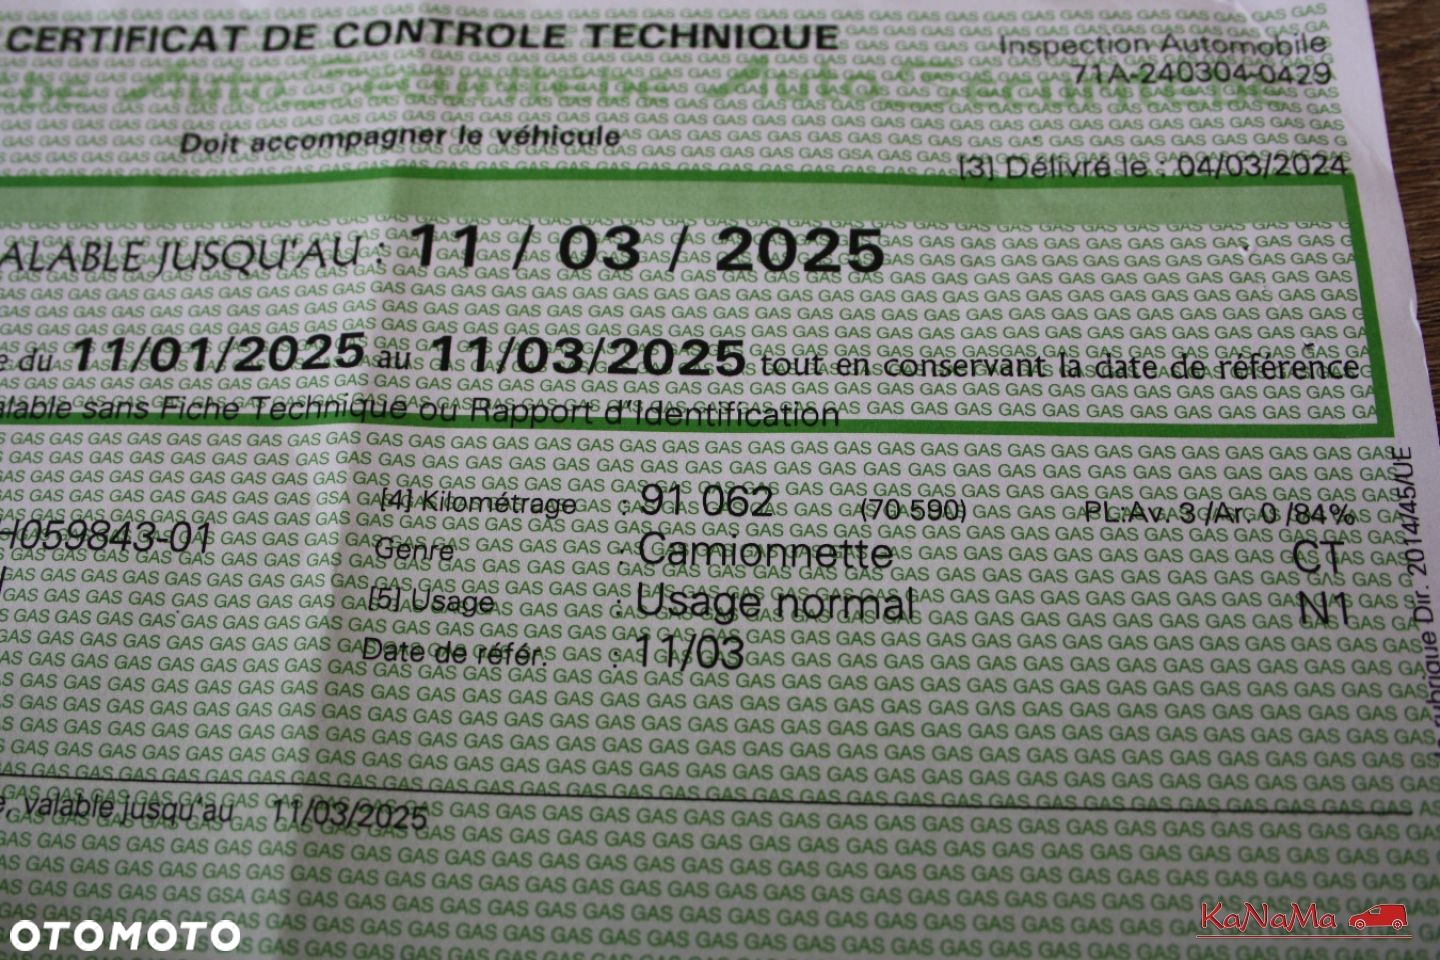 CERTIFICAT DE CONTROLE TECHNIQUE
Inspection Automobile
71A-240304-0429
Doit accompagner le véhicule
[3] Délivré le 04/03/2024
ALABLE JUSQU'AU : 11 / 03 / 2025
e du 11/01/2025 au 11/03/2025 tout en conservant la date de référence
alable sans Fiche Technique ou Rapport d'Identification
[4] Kilométrage : 91 062 (70 590) PL:Av. 3 /Ar. 0 /84%
H059843-01
Genre : Camionnette CT
[5] Usage : Usage normal N1
Date de référ. : 11/03
rubrique Dir. 2014/45/UE
e, valable jusqu'au 11/03/2025
OTOMOTO
KaNaMa